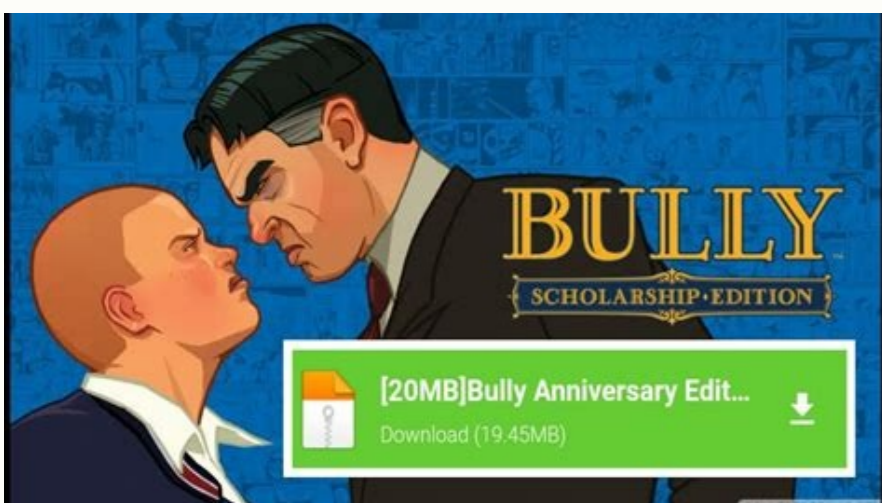 BULLY
SCHOLARSHIP·EDITION
[20MB]Bully Anniversary Edit...
Download (19.45MB)